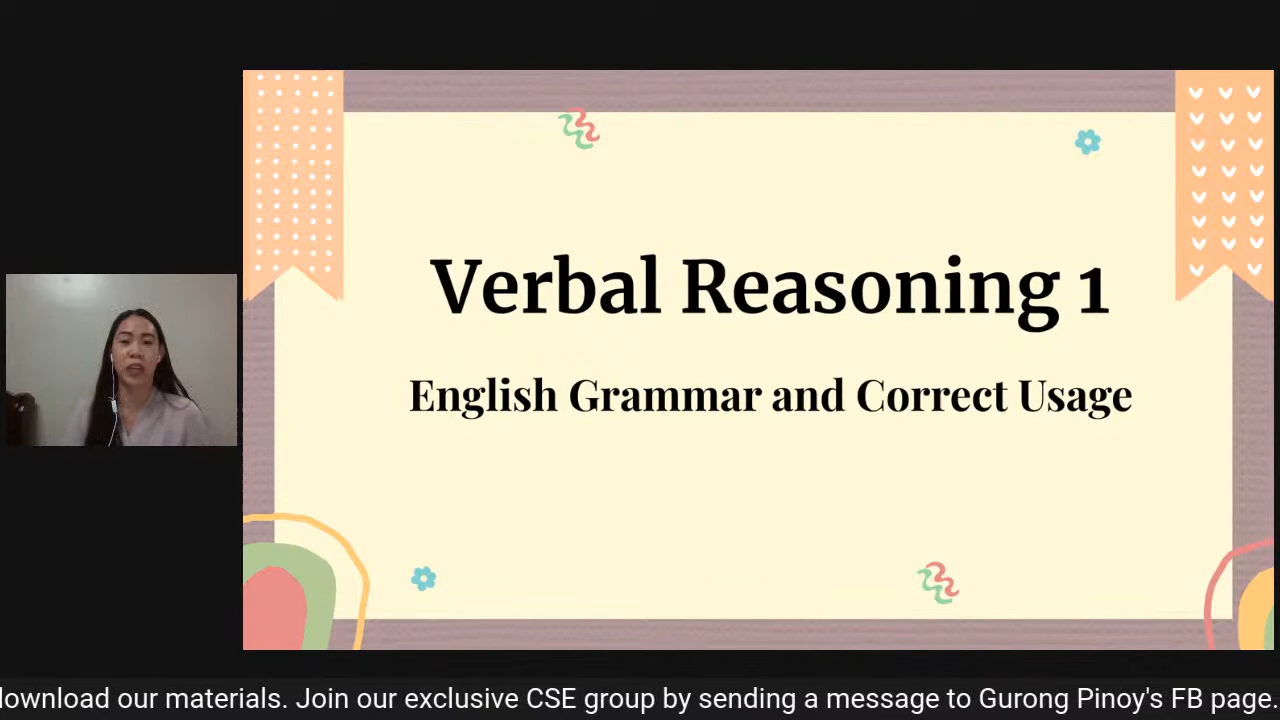 Verbal Reasoning 1
English Grammar and Correct Usage
download our materials. Join our exclusive CSE group by sending a message to Gurong Pinoy's FB page.